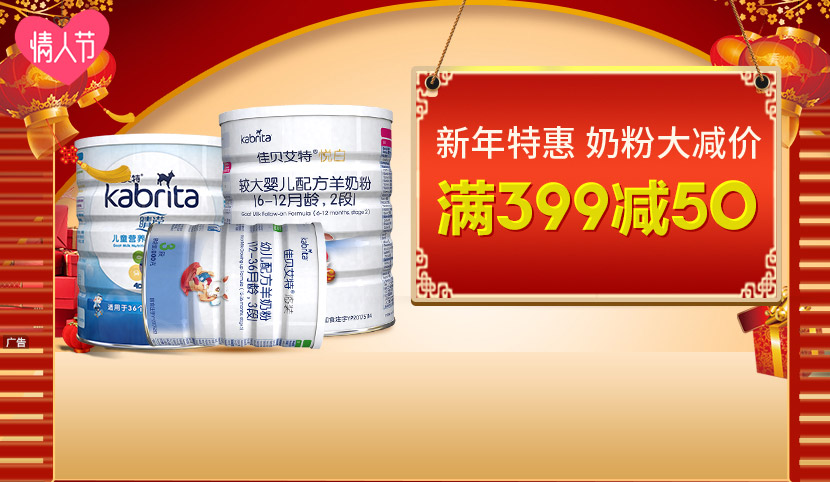 情人节
新年特惠 奶粉大减价
满399减50
kabrita
佳贝艾特®悦白
较大婴儿配方羊奶粉
(6-12月龄, 2段)
Goat Milk Follow-on Formula (6-12 months, stage 2)
kabrita
儿童营养
适用于36个
kabrita
佳贝艾特®悠装
幼儿配方羊奶粉
(12-36月龄, 3段)
3
广告